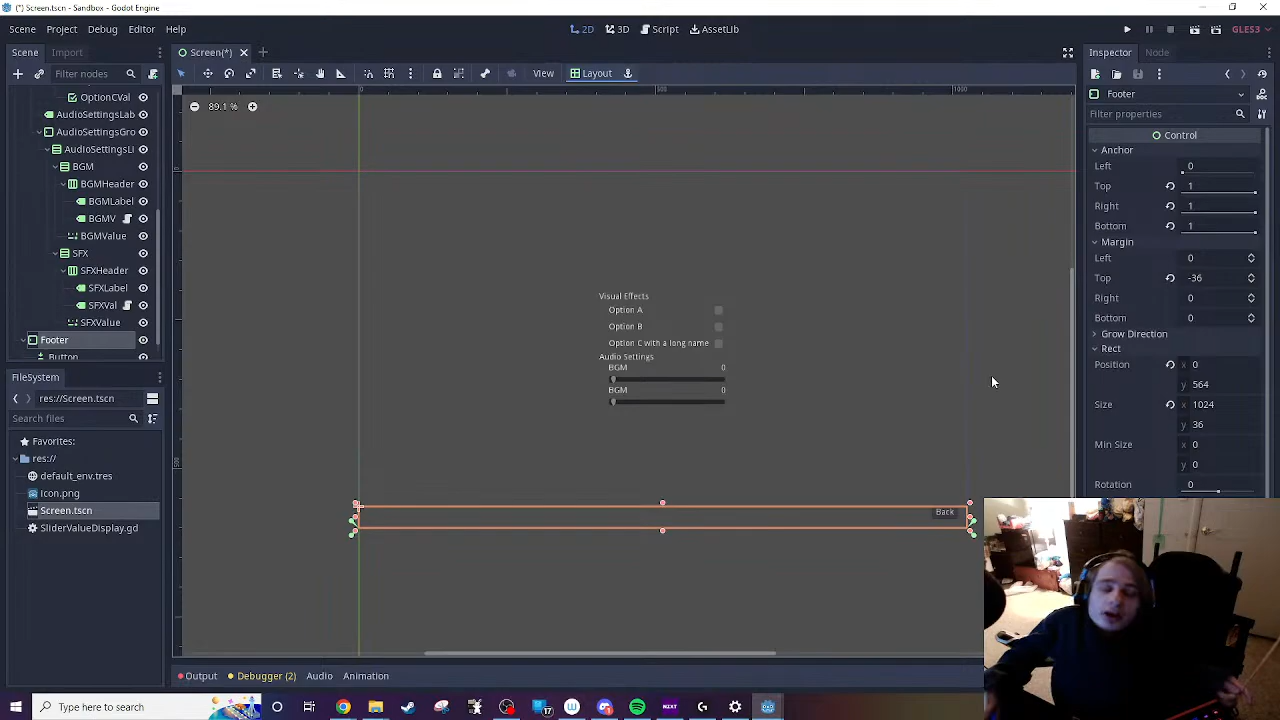 (*) Screen.tscn - Sandbox - Godot Engine
Scene Project Debug Editor Help
2D 3D Script AssetLib
GLES3
Scene Import
Screen(*)
Inspector Node
Filter nodes
View Layout
89.1 %
0 500 1000
0
500
OptionCVal
AudioSettingsLab
AudioSettingsGro
AudioSettingsLi
BGM
BGMHeader
BGMLabel
BGMV
BGMValue
SFX
SFXHeader
SFXLabel
SFXVal
SFXValue
Footer
Button
FileSystem
res://Screen.tscn
Search files
Favorites:
res://
default_env.tres
icon.png
Screen.tscn
SliderValueDisplay.gd
Visual Effects
Option A
Option B
Option C with a long name
Audio Settings
BGM 0
BGM 0
Back
Footer
Filter properties
Control
Anchor
Left 0
Top 1
Right 1
Bottom 1
Margin
Left 0
Top -36
Right 0
Bottom 0
Grow Direction
Rect
Position x 0
y 564
Size x 1024
y 36
Min Size x 0
y 0
Rotation 0
Output Debugger (2) Audio Animation
Type here to search
17